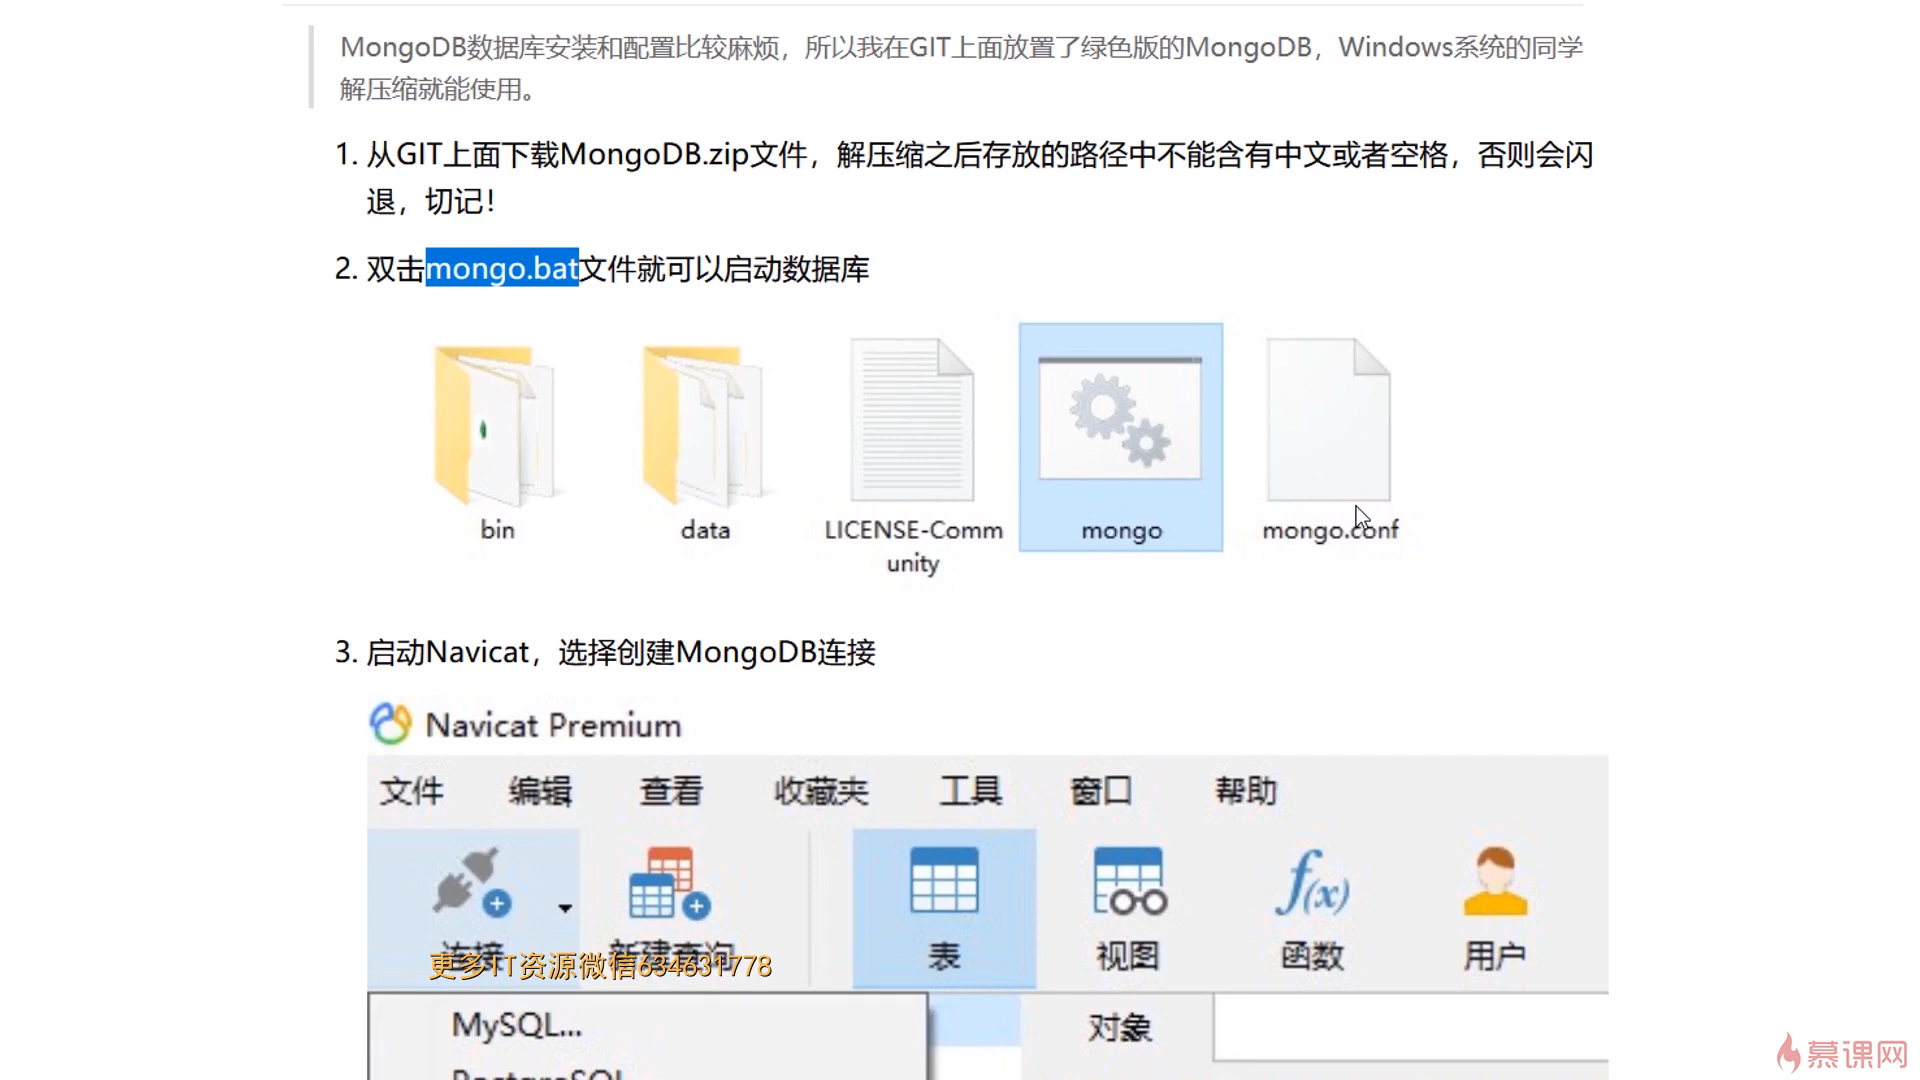 MongoDB数据库安装和配置比较麻烦，所以我在GIT上面放置了绿色版的MongoDB，Windows系统的同学
解压缩就能使用。
1. 从GIT上面下载MongoDB.zip文件，解压缩之后存放的路径中不能含有中文或者空格，否则会闪
退，切记！
2. 双击mongo.bat文件就可以启动数据库
bin
data
LICENSE-Comm
unity
mongo
mongo.conf
3. 启动Navicat，选择创建MongoDB连接
Navicat Premium
文件 编辑 查看 收藏夹 工具 窗口 帮助
连接 新建查询 表 视图 函数 用户
更多IT资源微信634631778
MySQL...
对象
PostgreSQL
慕课网